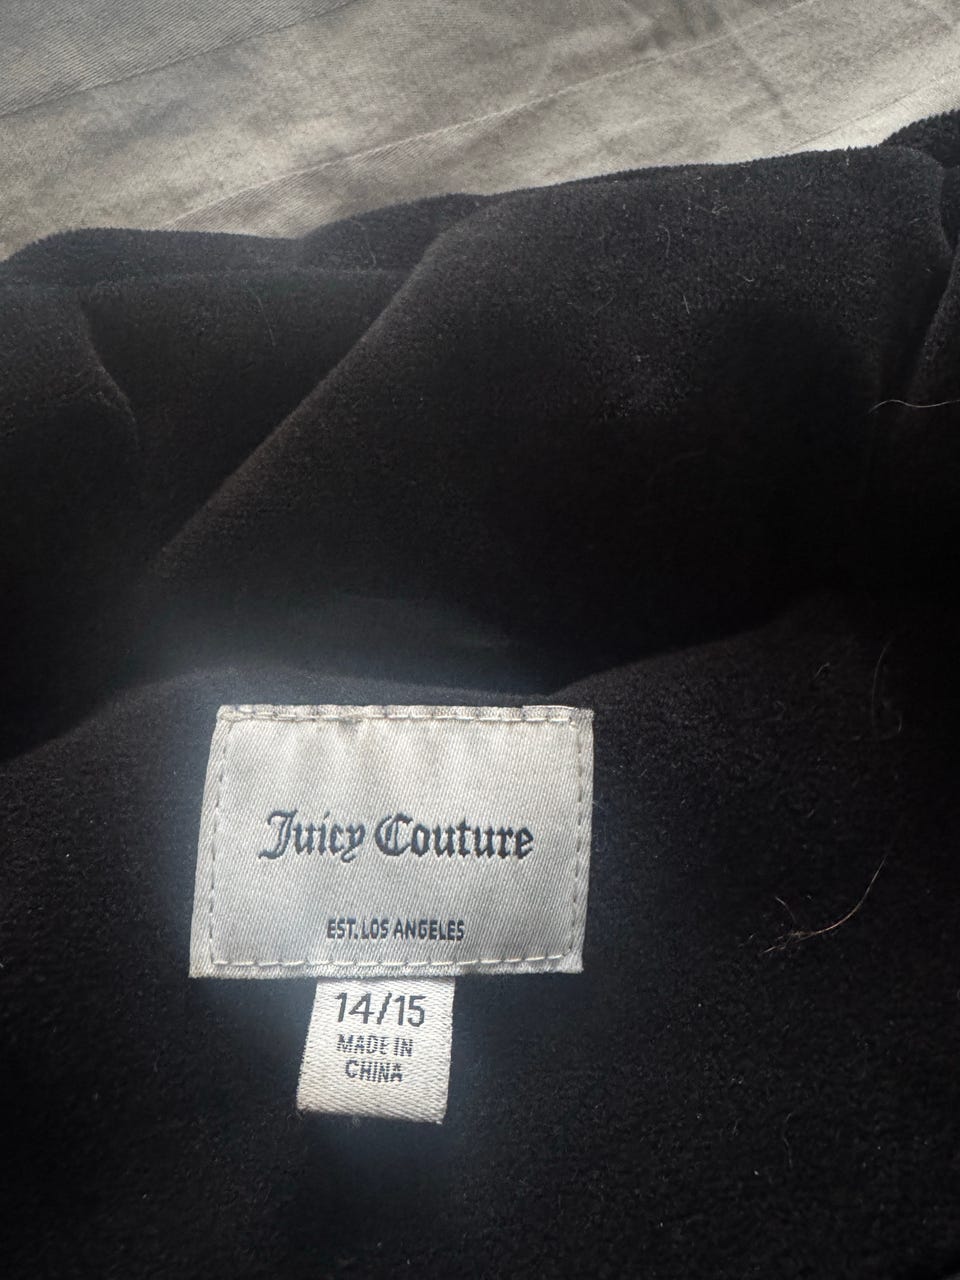 Juicy Couture
EST. LOS ANGELES
14/15
MADE IN
CHINA